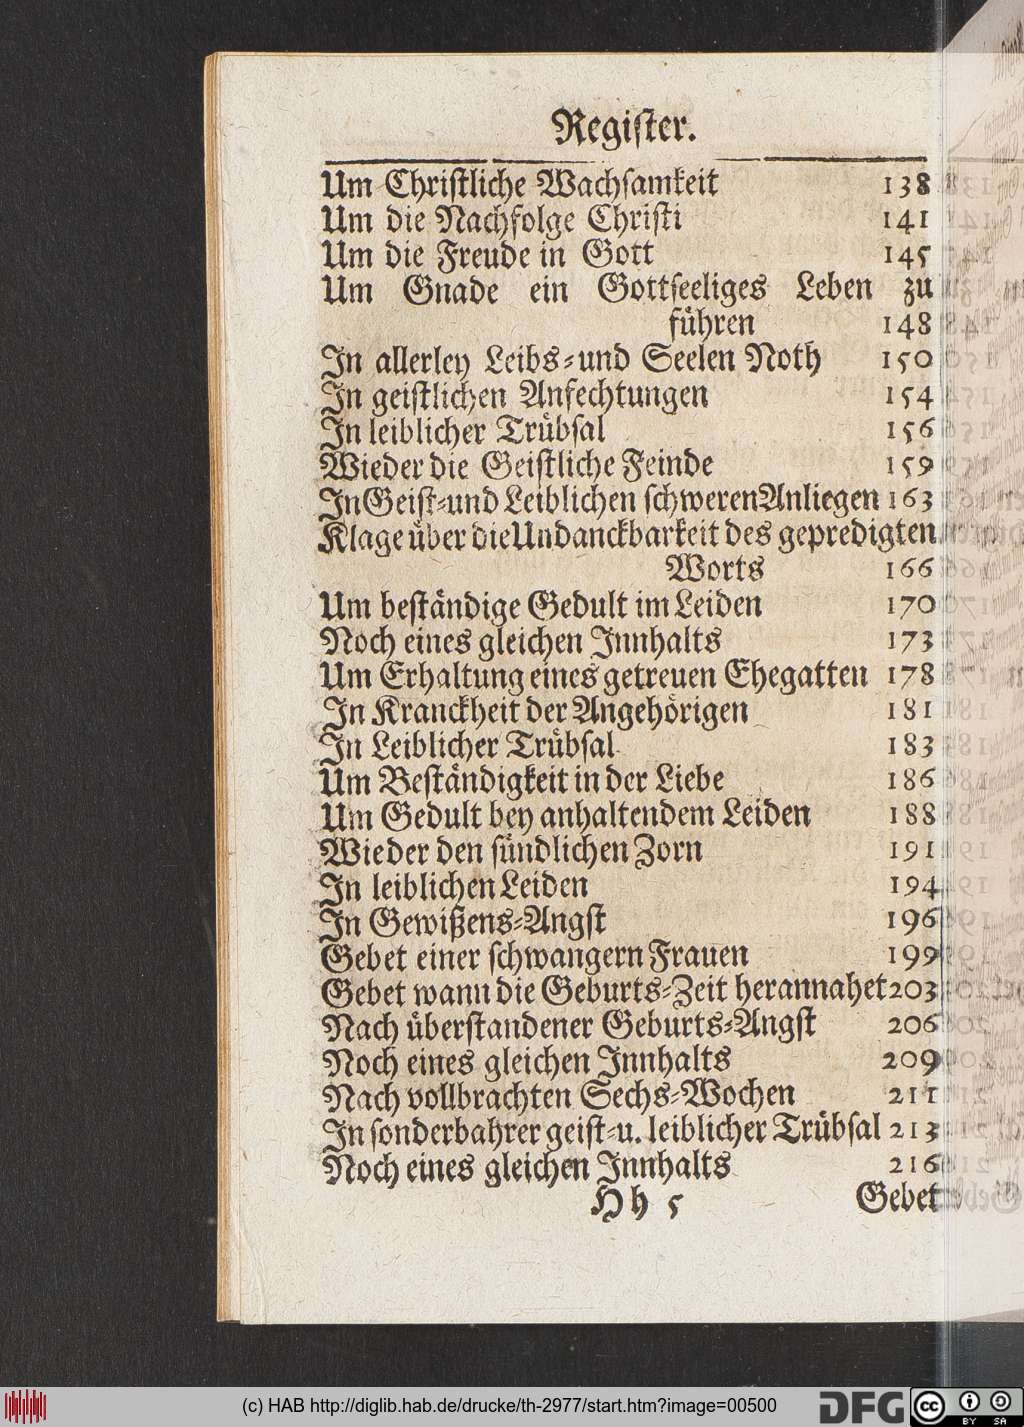 Register.
Um Christliche Wachsamkeit 138
Um die Nachfolge Christi 141
Um die Freude in Gott 145
Um Gnade ein Gottseeliges Leben zu
führen 148
In allerley Leibs- und Seelen Noth 150
In geistlichen Anfechtungen 154
In leiblicher Trübsal 156
Wieder die Geistliche Feinde 159
In Geist- und Leiblichen schweren Anliegen 163
Klage über die Undanckbarkeit des gepredigten
Worts 166
Um beständige Gedult im Leiden 170
Noch eines gleichen Innhalts 173
Um Erhaltung eines getreuen Ehegatten 178
In Kranckheit der Angehörigen 181
In Leiblicher Trübsal 183
Um Beständigkeit in der Liebe 186
Um Gedult bey anhaltendem Leiden 188
Wieder den sündlichen Zorn 191
In leiblichen Leiden 194
In Gewißens-Angst 196
Gebet einer schwangern Frauen 199
Gebet wann die Geburts-Zeit herannahet 203
Nach überstandener Geburts-Angst 206
Noch eines gleichen Innhalts 209
Nach vollbrachten Sechs-Wochen 211
In sonderbahrer geist- u. leiblicher Trübsal 213
Noch eines gleichen Innhalts 216
Hh 5 Gebet
(c) HAB http://diglib.hab.de/drucke/th-2977/start.htm?image=00500
DFG
cc BY SA